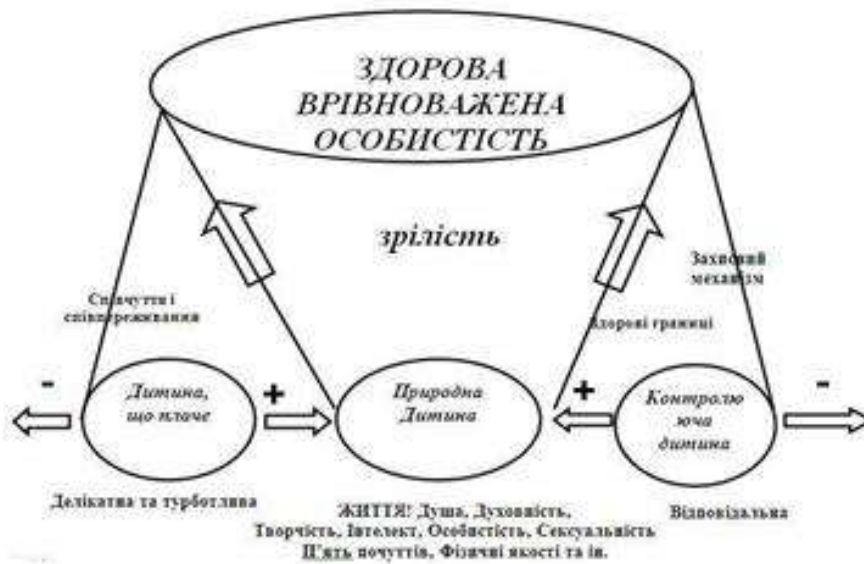 ЗДОРОВА
ВРІВНОВАЖЕНА
ОСОБИСТІСТЬ
зрілість
Захисний
механізм
Співчуття і
співпереживання
Здорові границі
-
+
+
-
Дитина,
що плаче
Природна
Дитина
Контролю
юча
дитина
Делікатна та турботлива
ЖИТТЯ! Душа, Духовність,
Творчість, Інтелект, Особистість, Сексуальність
П'ять почуттів, Фізичні якості та ін.
Відповідальна